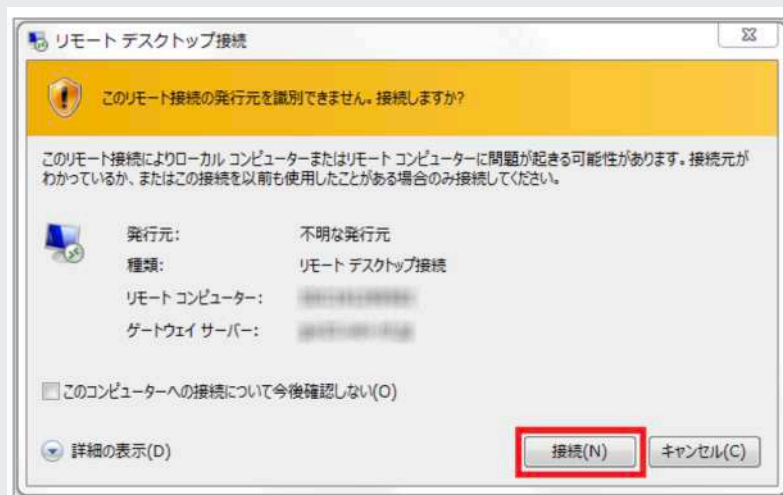 リモート デスクトップ接続
このリモート接続の発行元を識別できません。接続しますか?
このリモート接続によりローカル コンピューターまたはリモート コンピューターに問題が起きる可能性があります。接続元が
わかっているか、またはこの接続を以前も使用したことがある場合のみ接続してください。
発行元: 不明な発行元
種類: リモート デスクトップ接続
リモート コンピューター:
ゲートウェイ サーバー:
このコンピューターへの接続について今後確認しない(O)
詳細の表示(D) 接続(N) キャンセル(C)